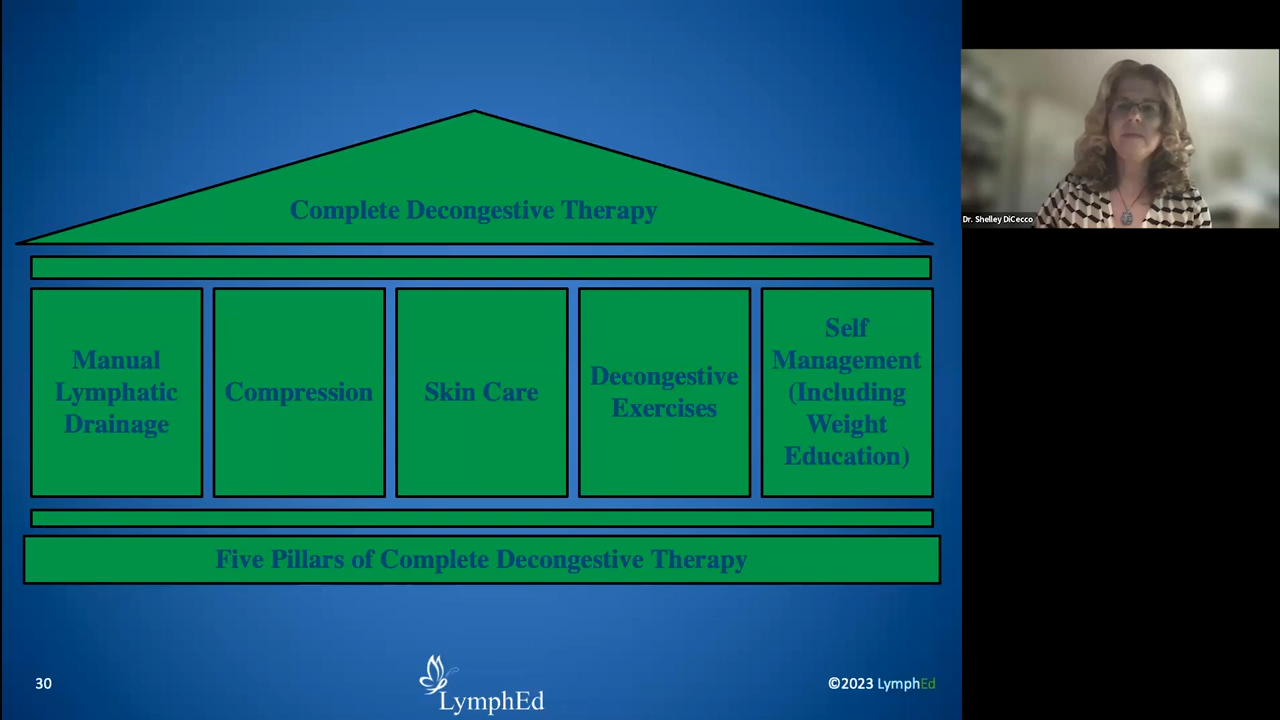 Complete Decongestive Therapy
Manual
Lymphatic
Drainage
Compression
Skin Care
Decongestive
Exercises
Self
Management
(Including
Weight
Education)
Five Pillars of Complete Decongestive Therapy
30
LymphEd
©2023 LymphEd
Dr. Shelley DiCecco